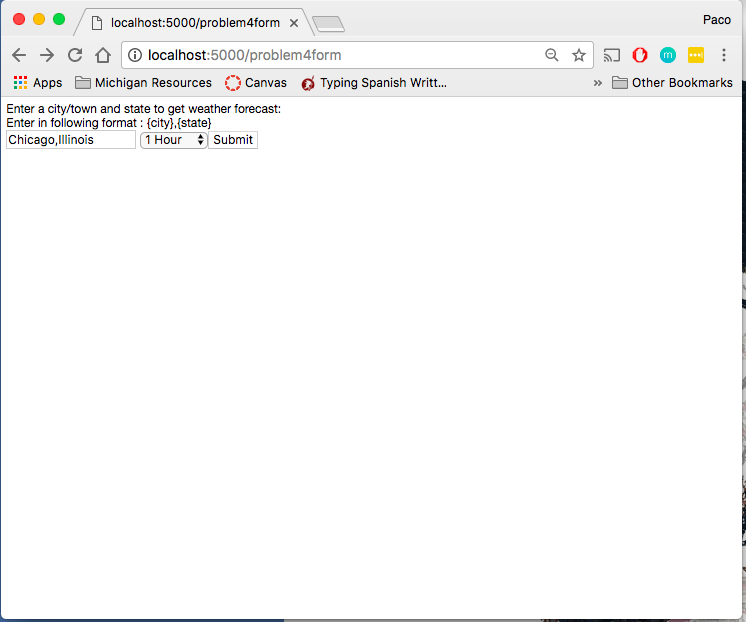 localhost:5000/problem4form
Paco
localhost:5000/problem4form
Apps Michigan Resources Canvas Typing Spanish Writt... » Other Bookmarks
Enter a city/town and state to get weather forecast:
Enter in following format : {city},{state}
Chicago,Illinois 1 Hour Submit